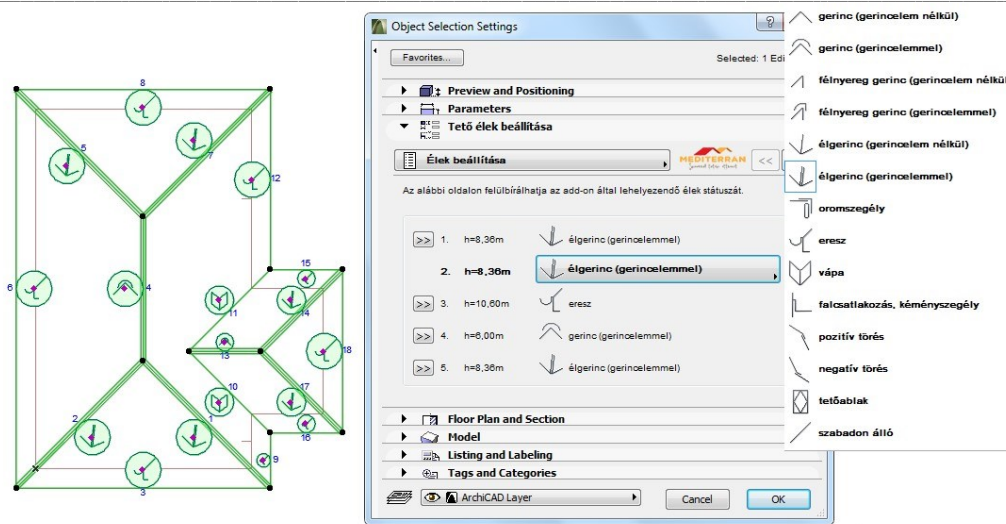 8
5
7
12
6
4
15
11
14
13
18
10
17
2
1
16
9
3
Object Selection Settings
?
Favorites...
Selected: 1 Edi
Preview and Positioning
Parameters
Tető élek beállítása
Élek beállítása
MEDITERRAN
<<
Az alábbi oldalon felülbírálhatja az add-on által lehelyezendő élek státuszát.
>> 1. h=8,36m élgerinc (gerincelemmel)
2. h=8,36m élgerinc (gerincelemmel)
>> 3. h=10,60m eresz
>> 4. h=6,00m gerinc (gerincelemmel)
>> 5. h=8,36m élgerinc (gerincelemmel)
Floor Plan and Section
Model
Listing and Labeling
Tags and Categories
ArchiCAD Layer
Cancel
OK
gerinc (gerincelem nélkül)
gerinc (gerincelemmel)
félnyereg gerinc (gerincelem nélkül
félnyereg gerinc (gerincelemmel)
élgerinc (gerincelem nélkül)
élgerinc (gerincelemmel)
oromszegély
eresz
vápa
falcsatlakozás, kéményszegély
pozitív törés
negatív törés
tetőablak
szabadon álló